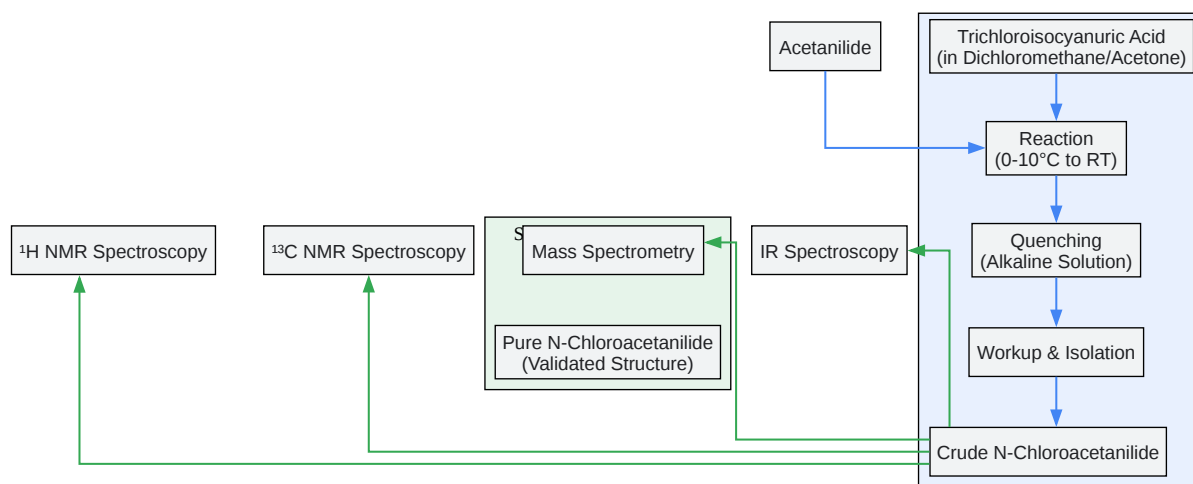 Acetanilide
Trichloroisocyanuric Acid
(in Dichloromethane/Acetone)
Reaction
(0-10°C to RT)
¹H NMR Spectroscopy
¹³C NMR Spectroscopy
S
Mass Spectrometry
IR Spectroscopy
Quenching
(Alkaline Solution)
Pure N-Chloroacetanilide
(Validated Structure)
Workup & Isolation
Crude N-Chloroacetanilide